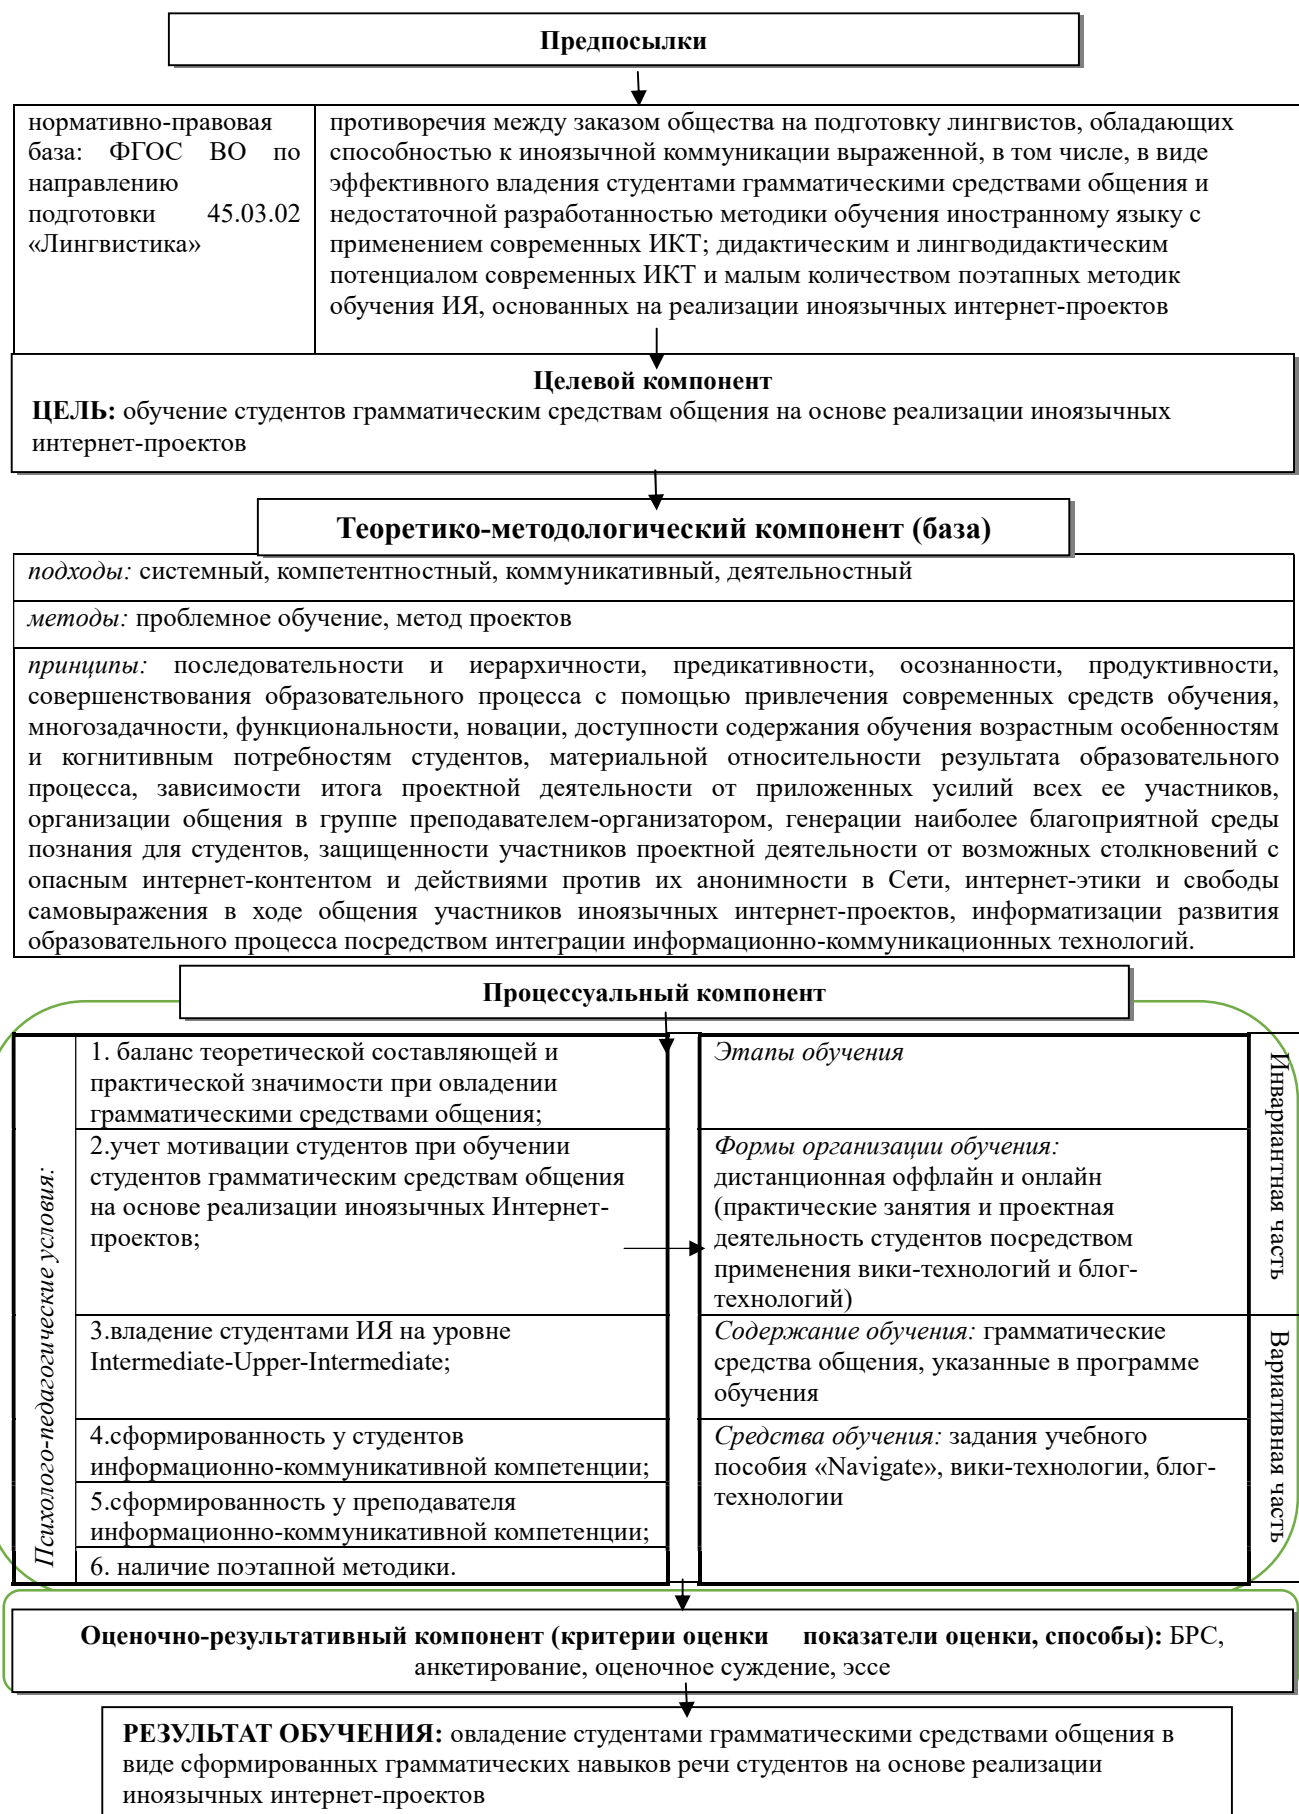 Предпосылки
нормативно-правовая
база: ФГОС ВО по
направлению
подготовки 45.03.02
«Лингвистика»
противоречия между заказом общества на подготовку лингвистов, обладающих
способностью к иноязычной коммуникации выраженной, в том числе, в виде
эффективного владения студентами грамматическими средствами общения и
недостаточной разработанностью методики обучения иностранному языку с
применением современных ИКТ; дидактическим и лингводидактическим
потенциалом современных ИКТ и малым количеством поэтапных методик
обучения ИЯ, основанных на реализации иноязычных интернет-проектов
Целевой компонент
ЦЕЛЬ: обучение студентов грамматическим средствам общения на основе реализации иноязычных
интернет-проектов
Теоретико-методологический компонент (база)
подходы: системный, компетентностный, коммуникативный, деятельностный
методы: проблемное обучение, метод проектов
принципы: последовательности и иерархичности, предикативности, осознанности, продуктивности,
совершенствования образовательного процесса с помощью привлечения современных средств обучения,
многозадачности, функциональности, новации, доступности содержания обучения возрастным особенностям
и когнитивным потребностям студентов, материальной относительности результата образовательного
процесса, зависимости итога проектной деятельности от приложенных усилий всех ее участников,
организации общения в группе преподавателем-организатором, генерации наиболее благоприятной среды
познания для студентов, защищенности участников проектной деятельности от возможных столкновений с
опасным интернет-контентом и действиями против их анонимности в Сети, интернет-этики и свободы
самовыражения в ходе общения участников иноязычных интернет-проектов, информатизации развития
образовательного процесса посредством интеграции информационно-коммуникационных технологий.
Процессуальный компонент
Психолого-педагогические условия:
1. баланс теоретической составляющей и
практической значимости при овладении
грамматическими средствами общения;
2.учет мотивации студентов при обучении
студентов грамматическим средствам общения
на основе реализации иноязычных Интернет-
проектов;
3.владение студентами ИЯ на уровне
Intermediate-Upper-Intermediate;
4.сформированность у студентов
информационно-коммуникативной компетенции;
5.сформированность у преподавателя
информационно-коммуникативной компетенции;
6. наличие поэтапной методики.
Этапы обучения
Формы организации обучения:
дистанционная оффлайн и онлайн
(практические занятия и проектная
деятельность студентов посредством
применения вики-технологий и блог-
технологий)
Содержание обучения: грамматические
средства общения, указанные в программе
обучения
Средства обучения: задания учебного
пособия «Navigate», вики-технологии, блог-
технологии
Инвариантная часть
Вариативная часть
Оценочно-результативный компонент (критерии оценки показатели оценки, способы): БРС,
анкетирование, оценочное суждение, эссе
РЕЗУЛЬТАТ ОБУЧЕНИЯ: овладение студентами грамматическими средствами общения в
виде сформированных грамматических навыков речи студентов на основе реализации
иноязычных интернет-проектов